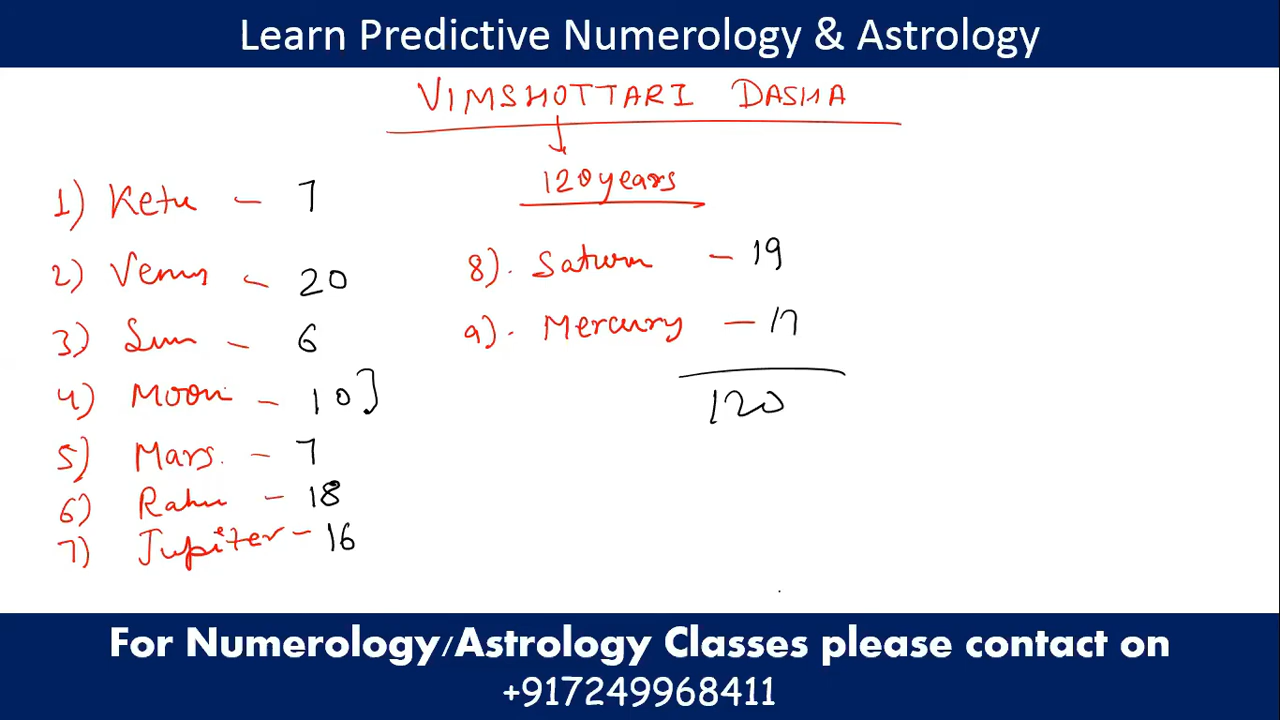 Learn Predictive Numerology & Astrology
VIMSHOTTARI DASHA
120 years
1) Ketu - 7
2) Venus - 20
3) Sun - 6
4) Moon - 10]
5) Mars. - 7
6) Rahu - 18
7) Jupiter - 16
8). Saturn - 19
9). Mercury - 17
120
For Numerology/Astrology Classes please contact on
+917249968411